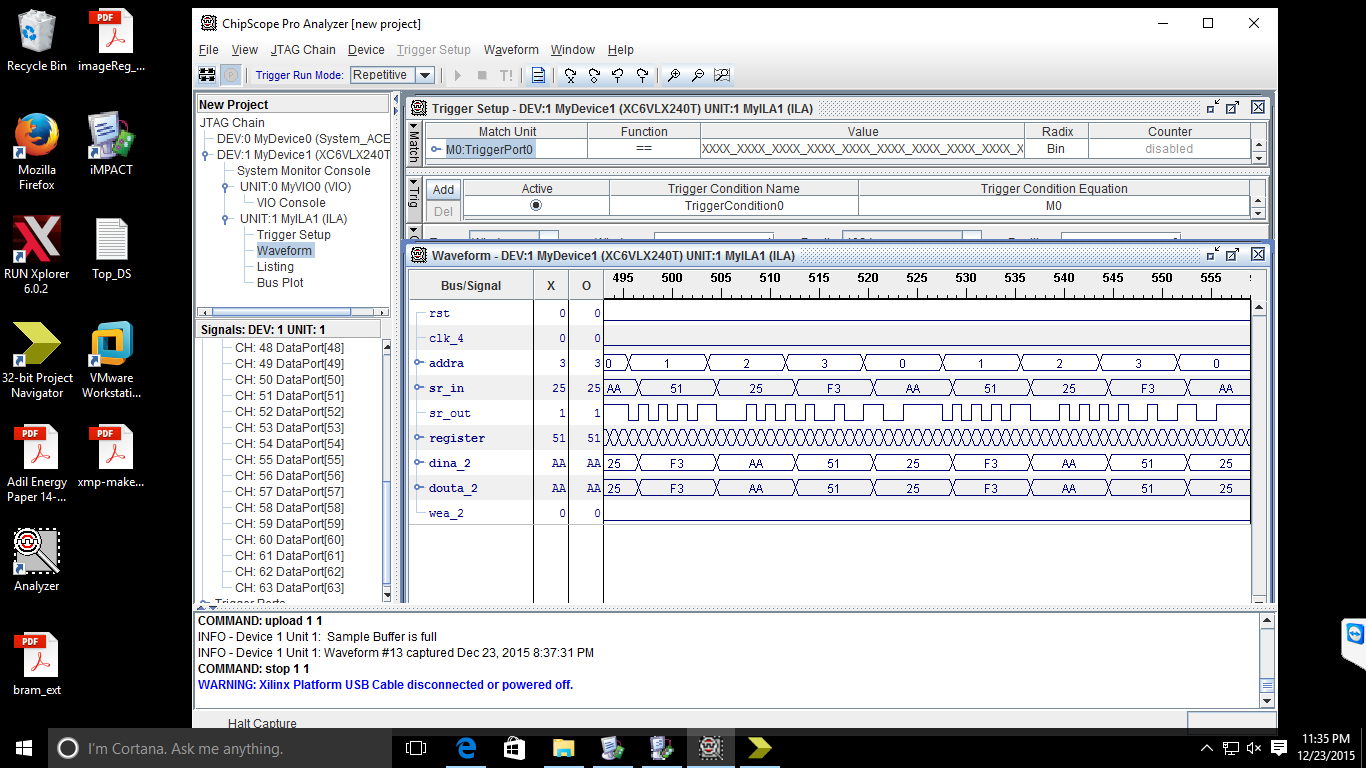 Recycle Bin
imageReg_...
Mozilla
Firefox
iMPACT
RUN Xplorer
6.0.2
Top_DS
32-bit Project
Navigator
VMware
Workstati...
Adil Energy
Paper 14-...
xmp-make...
Analyzer
bram_ext
PDF
PDF
PDF
PDF
ChipScope Pro Analyzer [new project]
File View JTAG Chain Device Trigger Setup Waveform Window Help
Trigger Run Mode: Repetitive T!
New Project
JTAG Chain
DEV:0 MyDevice0 (System_ACE
DEV:1 MyDevice1 (XC6VLX240T
System Monitor Console
UNIT:0 MyVIO0 (VIO)
VIO Console
UNIT:1 MyILA1 (ILA)
Trigger Setup
Waveform
Listing
Bus Plot
Signals: DEV: 1 UNIT: 1
CH: 48 DataPort[48]
CH: 49 DataPort[49]
CH: 50 DataPort[50]
CH: 51 DataPort[51]
CH: 52 DataPort[52]
CH: 53 DataPort[53]
CH: 54 DataPort[54]
CH: 55 DataPort[55]
CH: 56 DataPort[56]
CH: 57 DataPort[57]
CH: 58 DataPort[58]
CH: 59 DataPort[59]
CH: 60 DataPort[60]
CH: 61 DataPort[61]
CH: 62 DataPort[62]
CH: 63 DataPort[63]
Trigger Setup - DEV:1 MyDevice1 (XC6VLX240T) UNIT:1 MyILA1 (ILA)
Match
Match Unit Function Value Radix Counter
M0:TriggerPort0 == XXXX_XXXX_XXXX_XXXX_XXXX_XXXX_XXXX_XXXX_XXXX_X Bin disabled
Trig
Add Active Trigger Condition Name Trigger Condition Equation
Del TriggerCondition0 M0
Waveform - DEV:1 MyDevice1 (XC6VLX240T) UNIT:1 MyILA1 (ILA)
Bus/Signal X O 495 500 505 510 515 520 525 530 535 540 545 550 555
rst 0 0
clk_4 0 0
addra 3 3 0 1 2 3 0 1 2 3 0
sr_in 25 25 AA 51 25 F3 AA 51 25 F3 AA
sr_out 1 1
register 51 51
dina_2 AA AA 25 F3 AA 51 25 F3 AA 51 25
douta_2 AA AA 25 F3 AA 51 25 F3 AA 51 25
wea_2 0 0
COMMAND: upload 1 1
INFO - Device 1 Unit 1: Sample Buffer is full
INFO - Device 1 Unit 1: Waveform #13 captured Dec 23, 2015 8:37:31 PM
COMMAND: stop 1 1
WARNING: Xilinx Platform USB Cable disconnected or powered off.
Halt Capture
I'm Cortana. Ask me anything.
11:35 PM
12/23/2015